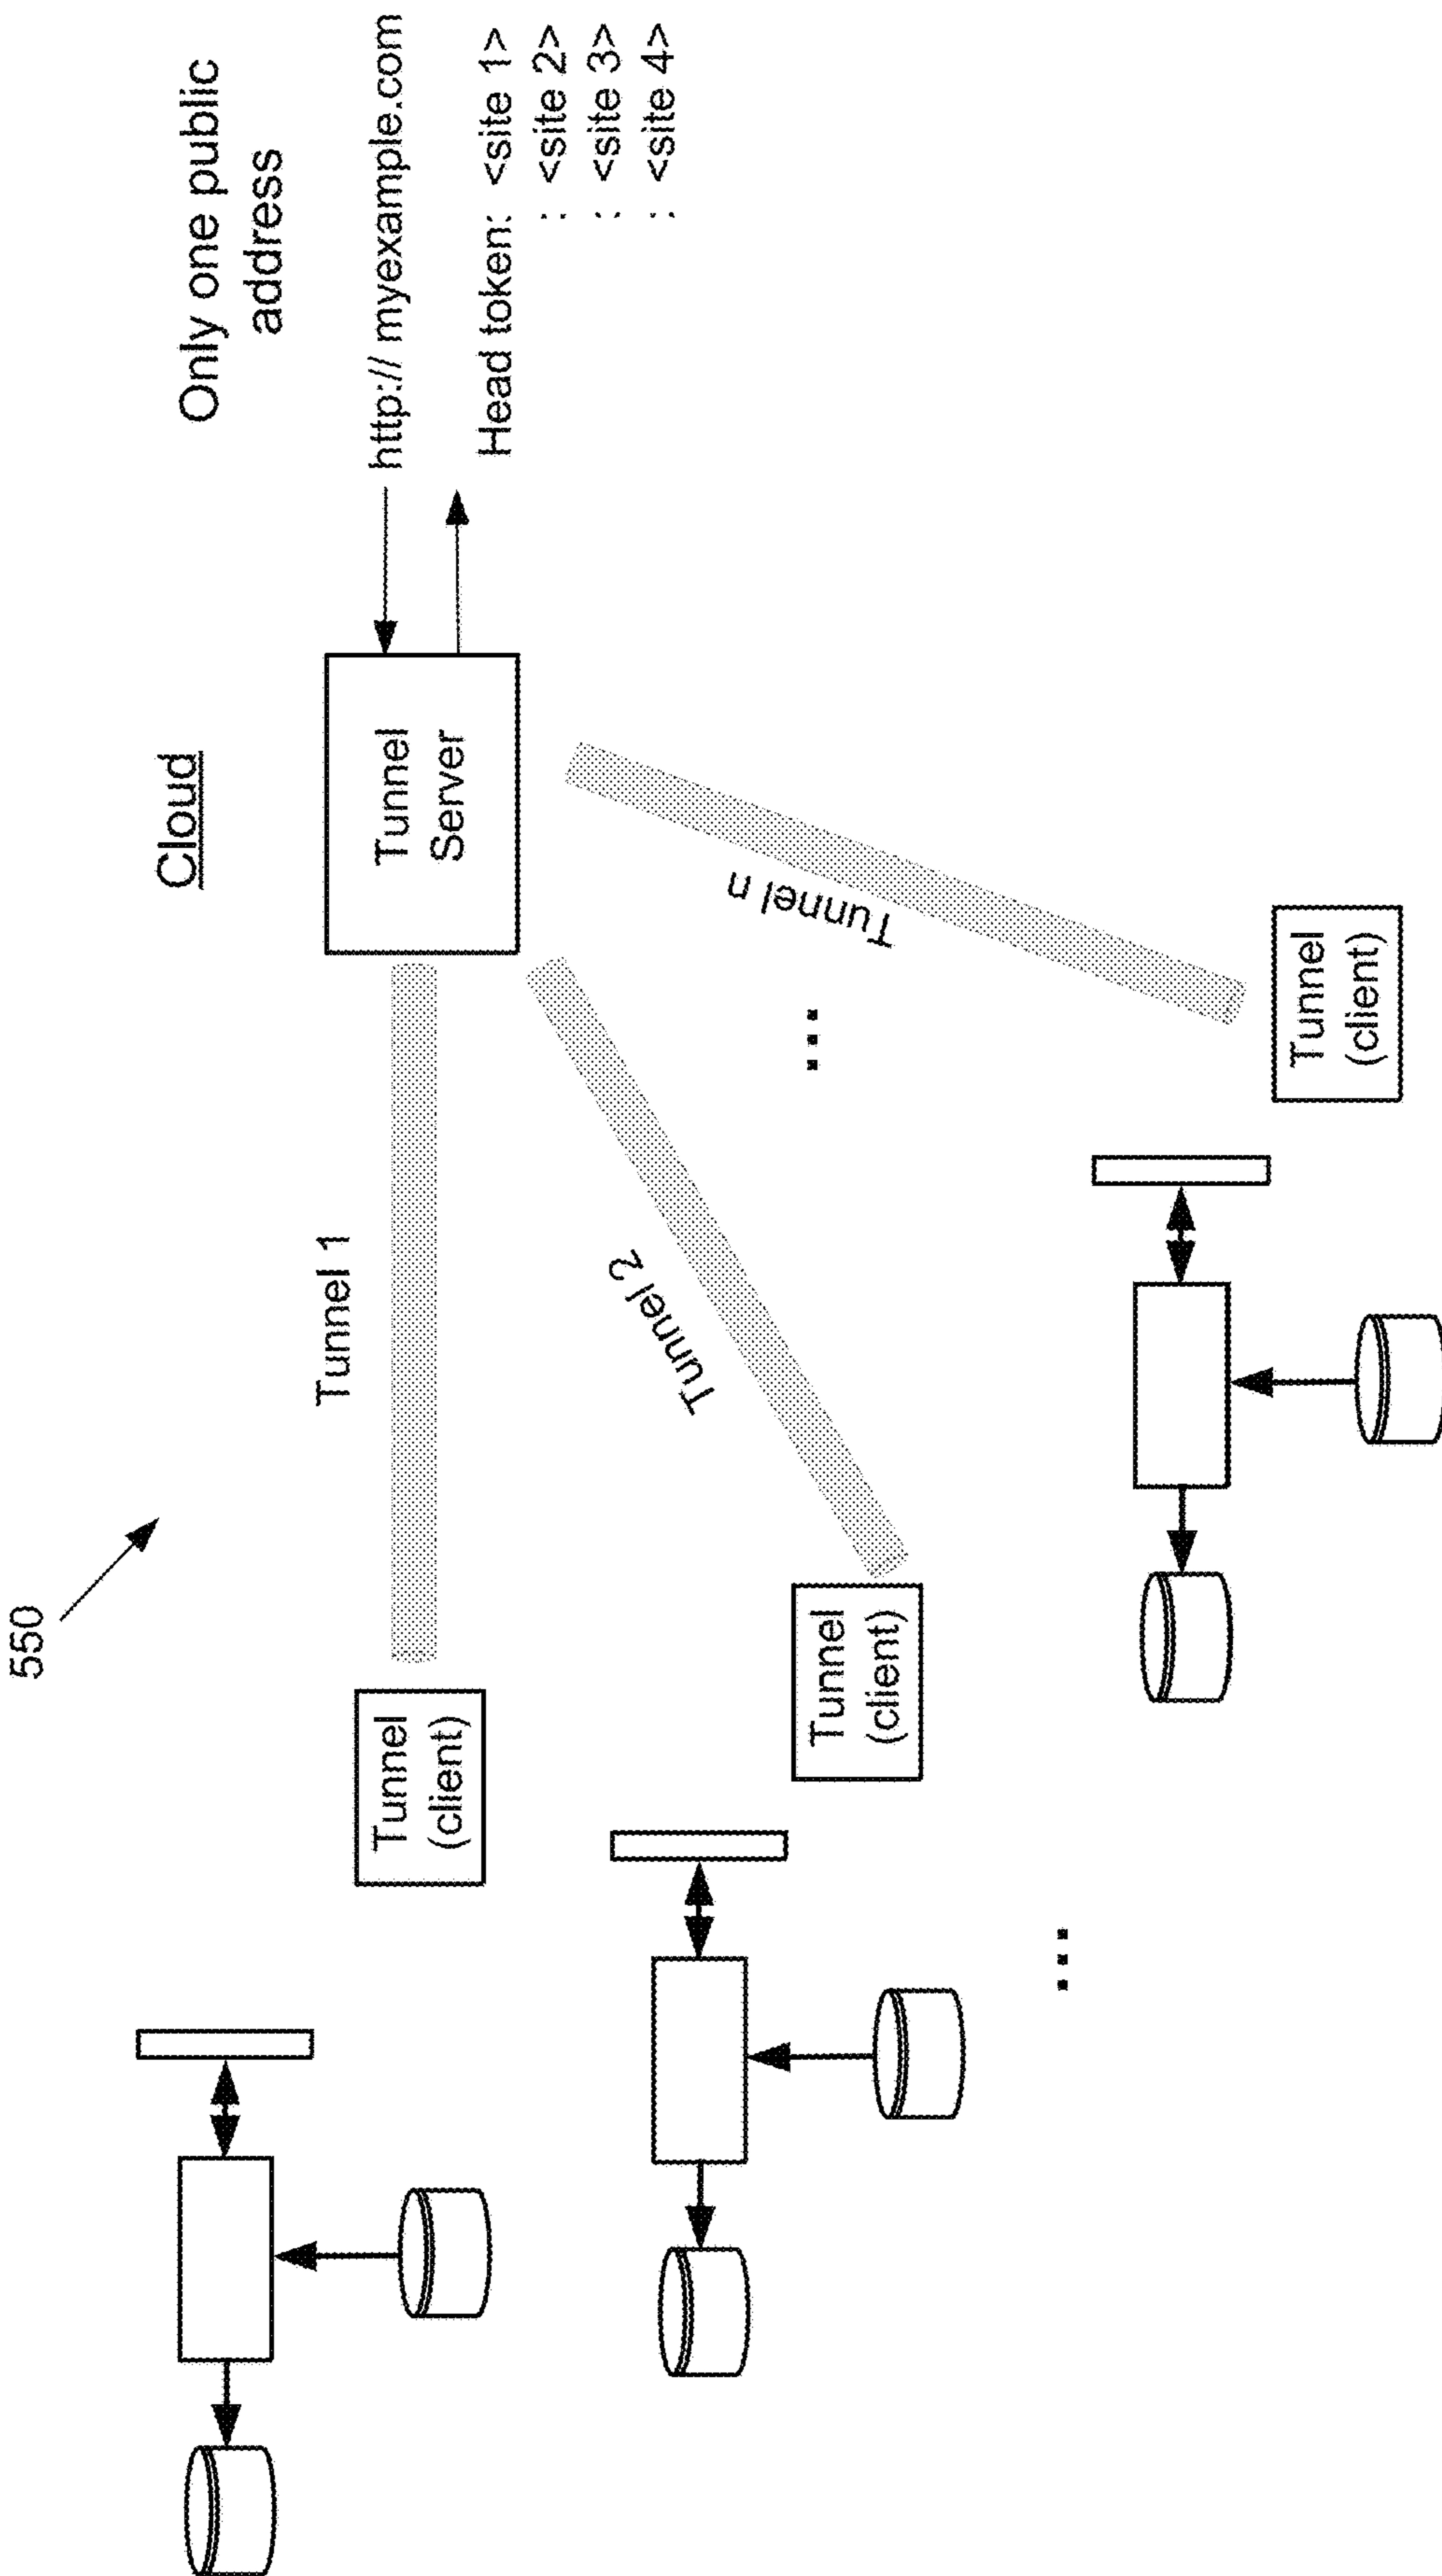 550
Cloud
Only one public
address
Tunnel 1
Tunnel
Server
http:// myexample.com
Head token: <site 1>
: <site 2>
: <site 3>
: <site 4>
Tunnel
(client)
Tunnel 2
Tunnel n
Tunnel
(client)
Tunnel
(client)